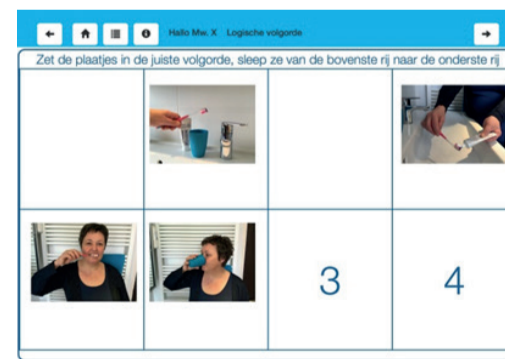 Hallo Mw. X Logische volgorde
Zet de plaatjes in de juiste volgorde, sleep ze van de bovenste rij naar de onderste rij
3 4